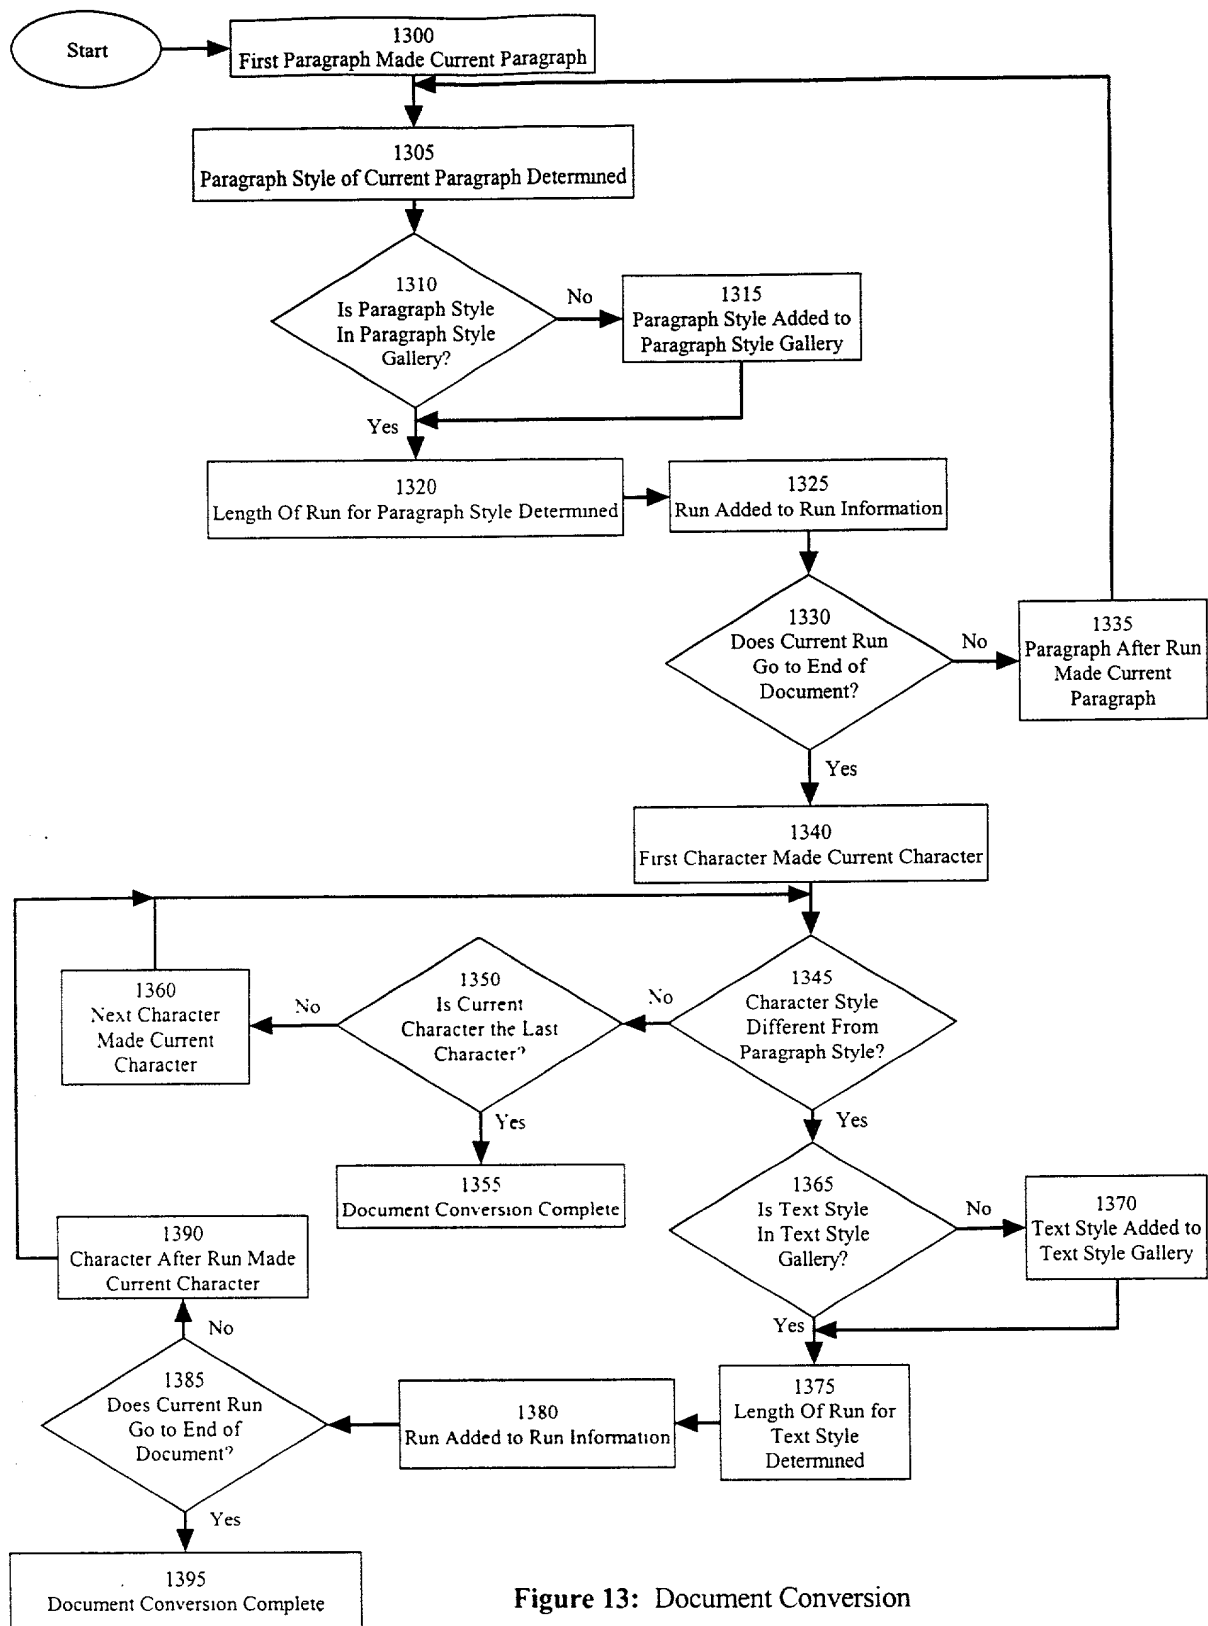 Start
1300
First Paragraph Made Current Paragraph
1305
Paragraph Style of Current Paragraph Determined
1310
Is Paragraph Style
In Paragraph Style
Gallery?
No
1315
Paragraph Style Added to
Paragraph Style Gallery
Yes
1320
Length Of Run for Paragraph Style Determined
1325
Run Added to Run Information
1330
Does Current Run
Go to End of
Document?
No
1335
Paragraph After Run
Made Current
Paragraph
Yes
1340
First Character Made Current Character
1345
Character Style
Different From
Paragraph Style?
No
1350
Is Current
Character the Last
Character?
No
1360
Next Character
Made Current
Character
Yes
1355
Document Conversion Complete
Yes
1365
Is Text Style
In Text Style
Gallery?
No
1370
Text Style Added to
Text Style Gallery
Yes
1375
Length Of Run for
Text Style
Determined
1380
Run Added to Run Information
1385
Does Current Run
Go to End of
Document?
No
1390
Character After Run Made
Current Character
Yes
1395
Document Conversion Complete
Figure 13: Document Conversion